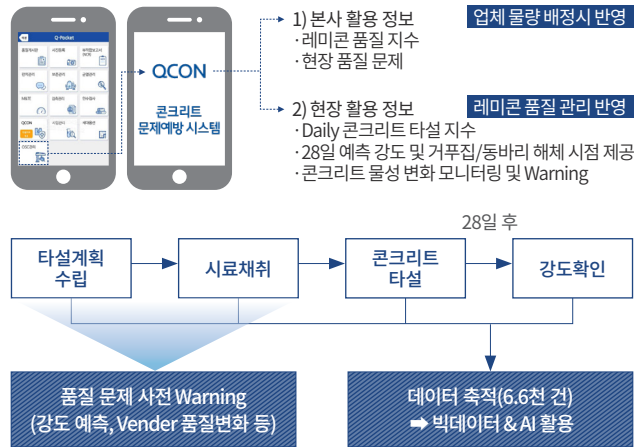 Q-Pocket
QCON
QCON
콘크리트
문제예방 시스템
1) 본사 활용 정보
업체 물량 배정시 반영
·레미콘 품질 지수
·현장 품질 문제
2) 현장 활용 정보
레미콘 품질 관리 반영
·Daily 콘크리트 타설 지수
·28일 예측 강도 및 거푸집/동바리 해체 시점 제공
·콘크리트 물성 변화 모니터링 및 Warning
28일 후
타설계획
수립
시료채취
콘크리트
타설
강도확인
품질 문제 사전 Warning
(강도 예측, Vender 품질변화 등)
데이터 축적(6.6천 건)
➡ 빅데이터 & AI 활용